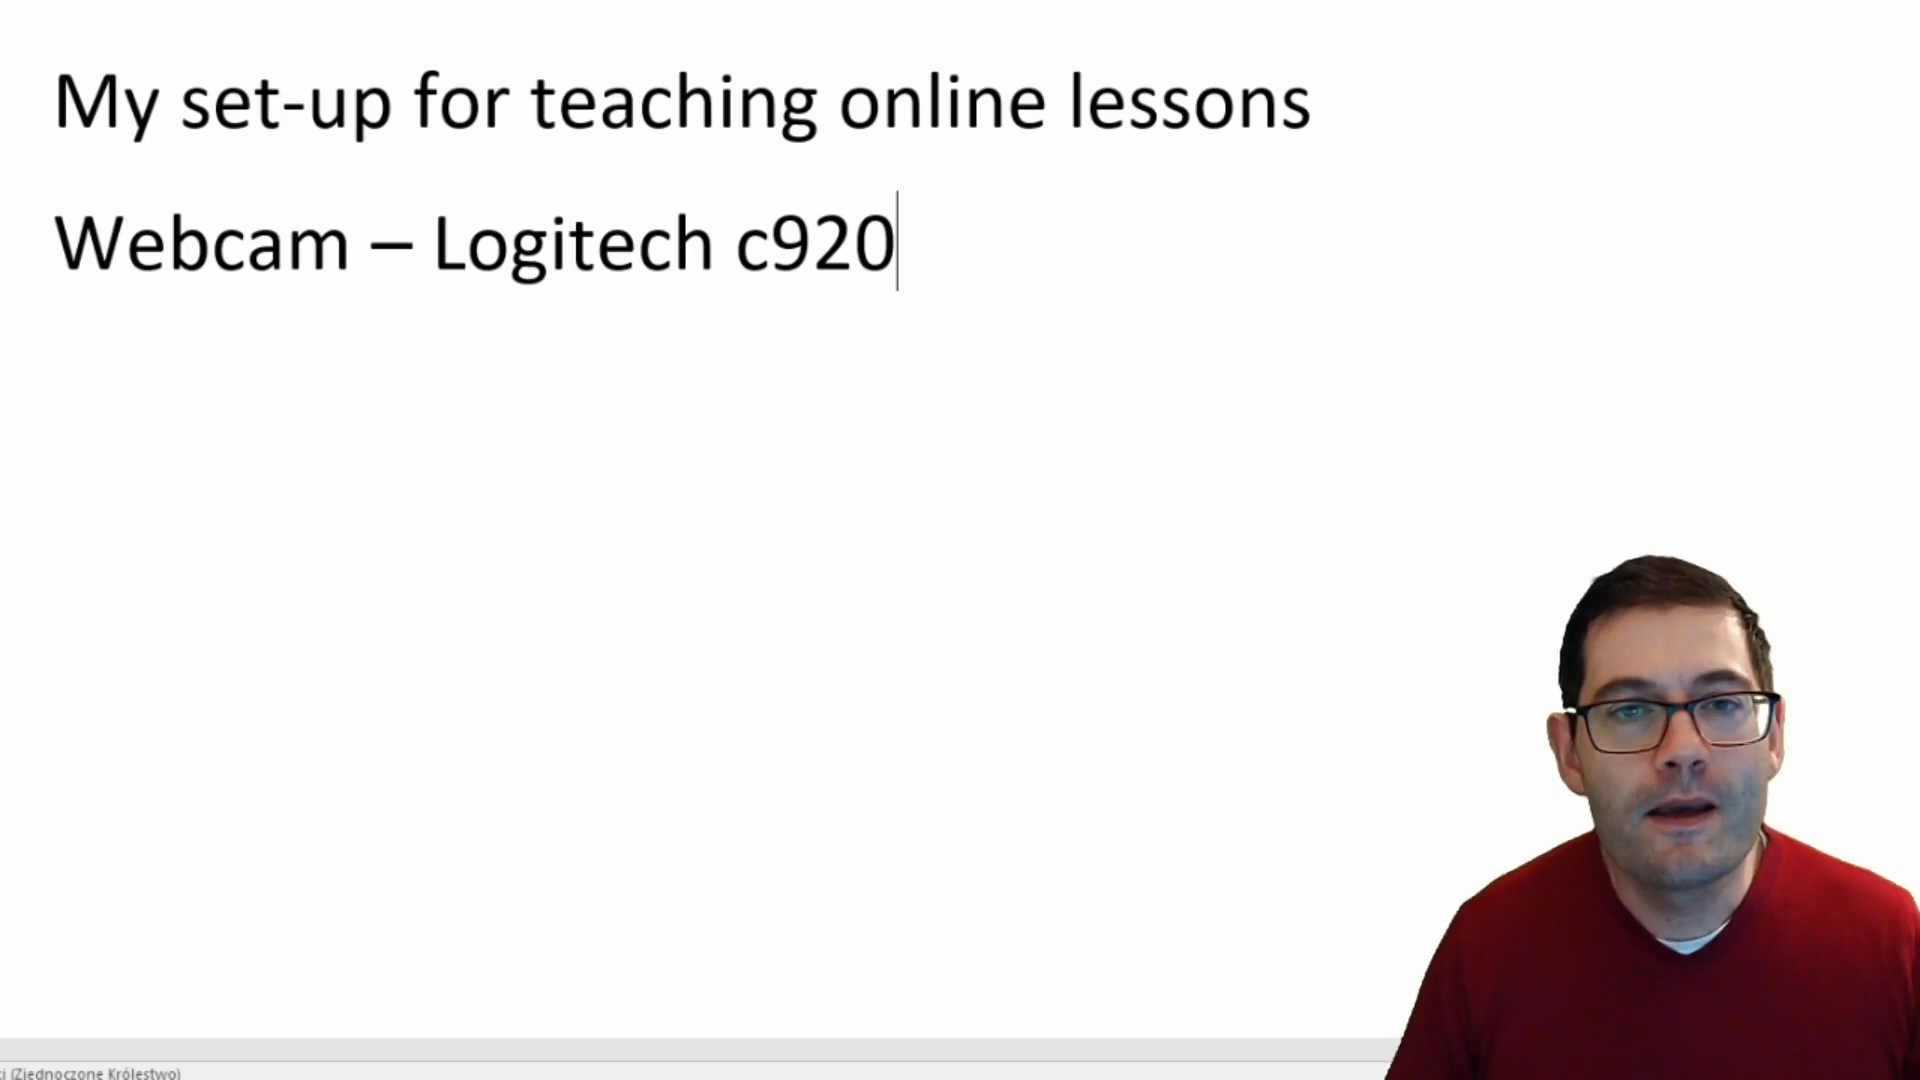 My set-up for teaching online lessons
Webcam – Logitech c920
(Zjednoczone Królestwo)